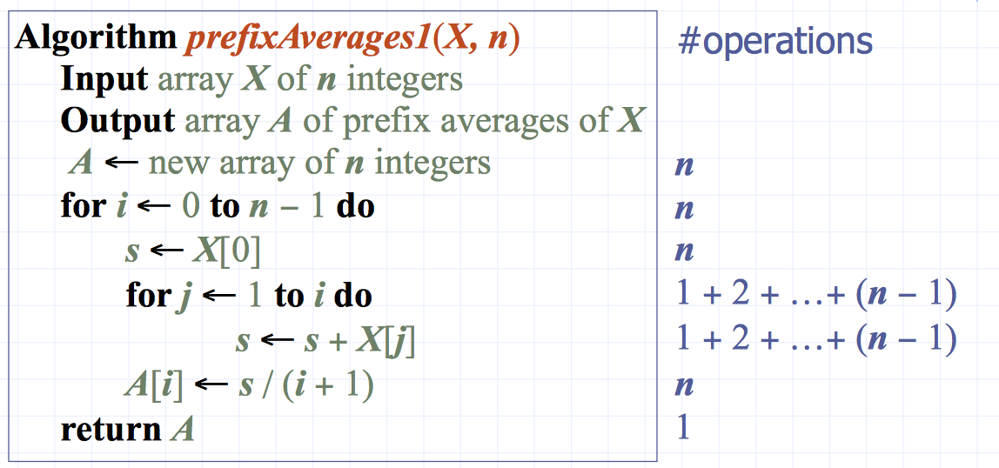 Algorithm prefixAverages1(X, n) #operations
Input array X of n integers
Output array A of prefix averages of X
A ← new array of n integers n
for i ← 0 to n − 1 do n
s ← X[0] n
for j ← 1 to i do 1 + 2 + …+ (n − 1)
s ← s + X[j] 1 + 2 + …+ (n − 1)
A[i] ← s / (i + 1) n
return A 1